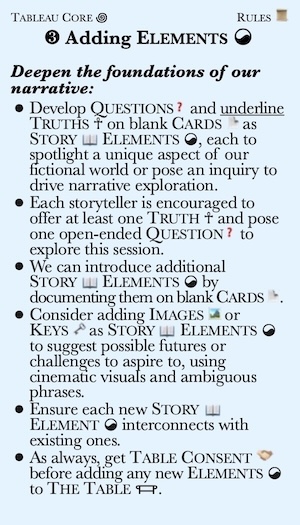 TABLEAU CORE 🌀 RULES 📜
❸ Adding ELEMENTS ☯
Deepen the foundations of our
narrative:
● Develop QUESTIONS❓ and underline
TRUTHS ☥ on blank CARDS as
STORY 📖 ELEMENTS ☯, each to
spotlight a unique aspect of our
fictional world or pose an inquiry to
drive narrative exploration.
● Each storyteller is encouraged to
offer at least one TRUTH ☥ and pose
one open-ended QUESTION❓ to
explore this session.
● We can introduce additional
STORY 📖 ELEMENTS ☯ by
documenting them on blank CARDS.
● Consider adding IMAGES 🖼 or
KEYS 🗝 as STORY 📖 ELEMENTS ☯
to suggest possible futures or
challenges to aspire to, using
cinematic visuals and ambiguous
phrases.
● Ensure each new STORY 📖
ELEMENT ☯ interconnects with
existing ones.
● As always, get TABLE CONSENT 🤝
before adding any new ELEMENTS ☯
to THE TABLE.